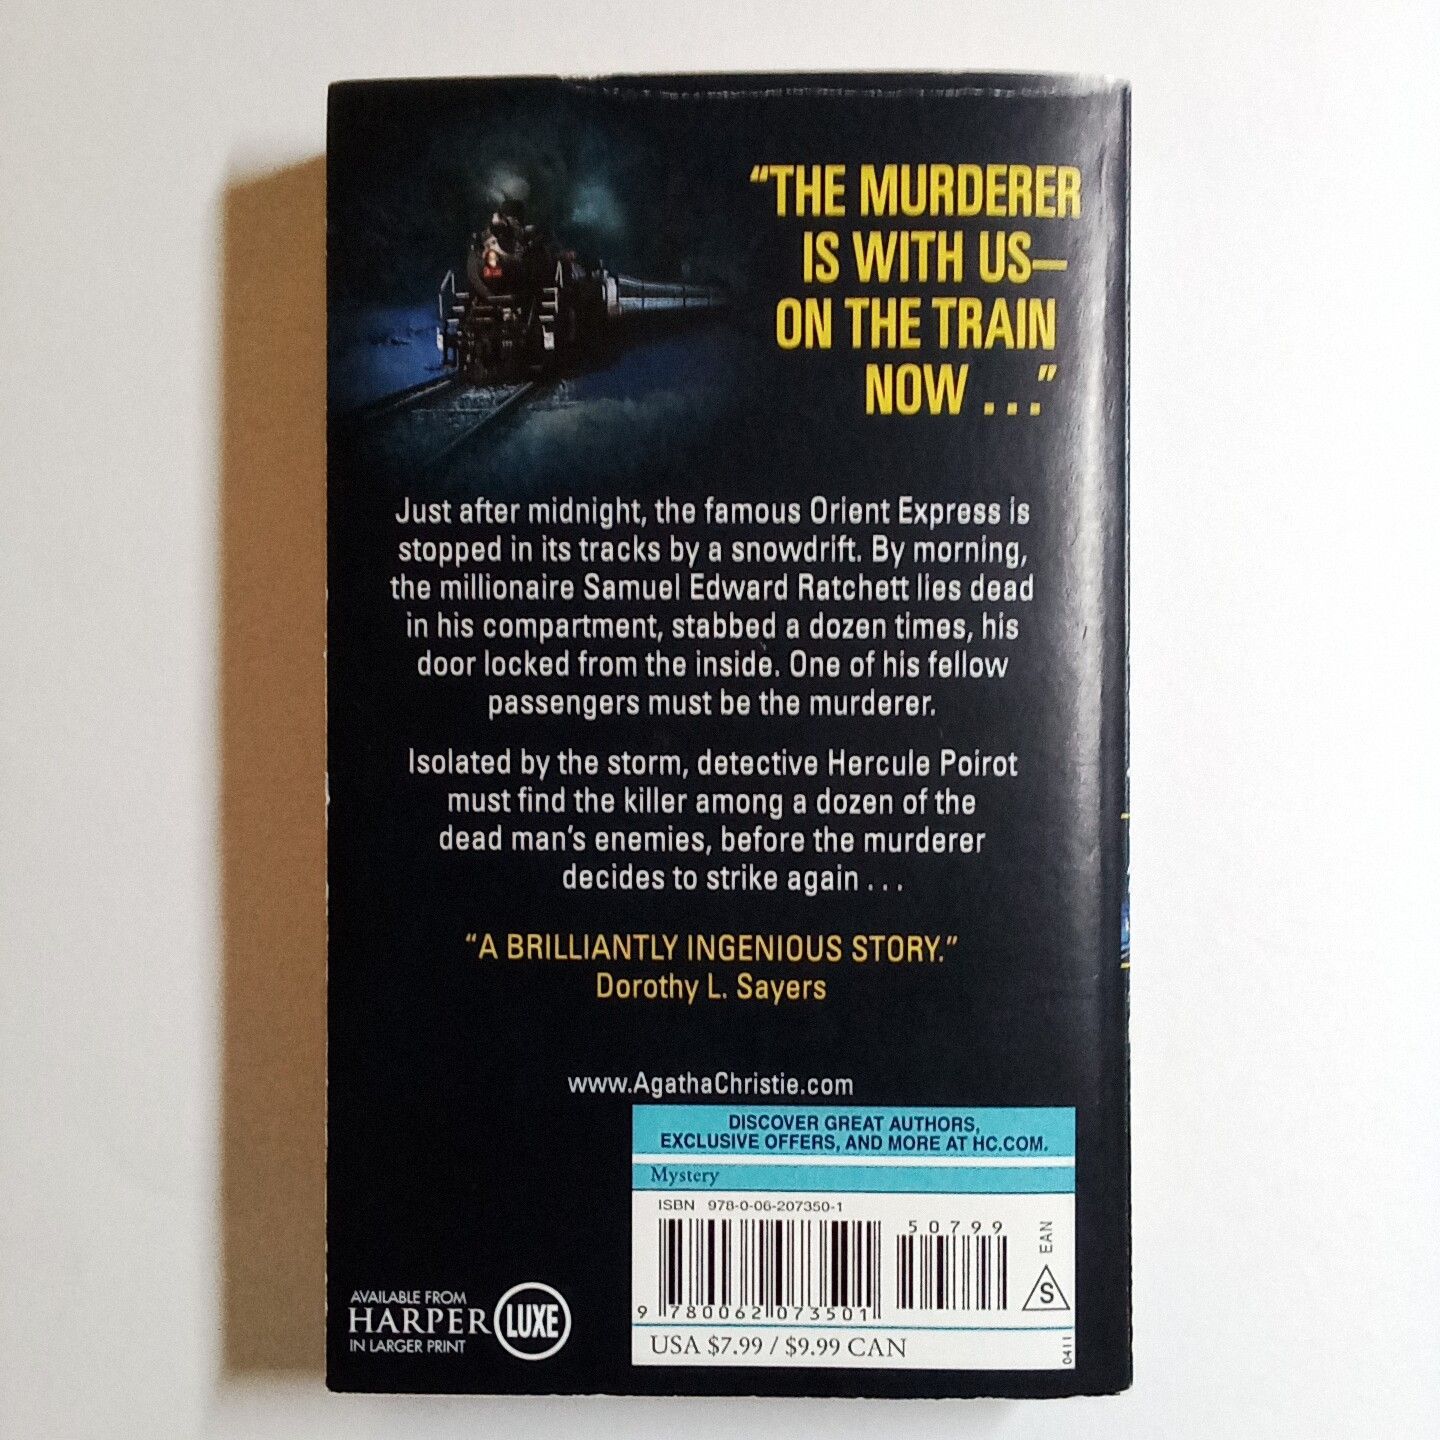 “THE MURDERER
IS WITH US—
ON THE TRAIN
NOW . . .”
Just after midnight, the famous Orient Express is
stopped in its tracks by a snowdrift. By morning,
the millionaire Samuel Edward Ratchett lies dead
in his compartment, stabbed a dozen times, his
door locked from the inside. One of his fellow
passengers must be the murderer.
Isolated by the storm, detective Hercule Poirot
must find the killer among a dozen of the
dead man’s enemies, before the murderer
decides to strike again . . .
“A BRILLIANTLY INGENIOUS STORY.”
Dorothy L. Sayers
www.AgathaChristie.com
DISCOVER GREAT AUTHORS,
EXCLUSIVE OFFERS, AND MORE AT HC.COM.
Mystery
ISBN 978-0-06-207350-1
50799
EAN
S
9 780062 073501
USA $7.99 / $9.99 CAN
0411
AVAILABLE FROM
HARPER LUXE
IN LARGER PRINT